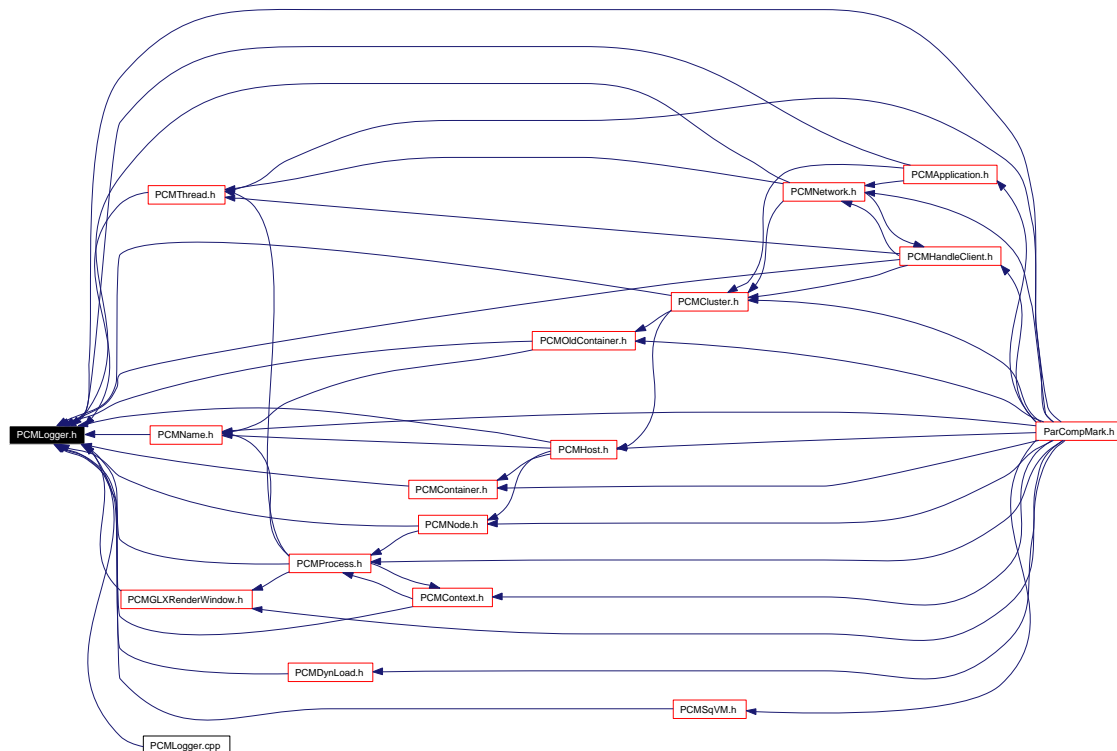 PCMApplication.h
PCMThread.h
PCMNetwork.h
PCMHandleClient.h
PCMCluster.h
PCMOldContainer.h
PCMLogger.h
PCMName.h
ParCompMark.h
PCMHost.h
PCMContainer.h
PCMNode.h
PCMProcess.h
PCMGLXRenderWindow.h
PCMContext.h
PCMDynLoad.h
PCMSqVM.h
PCMLogger.cpp